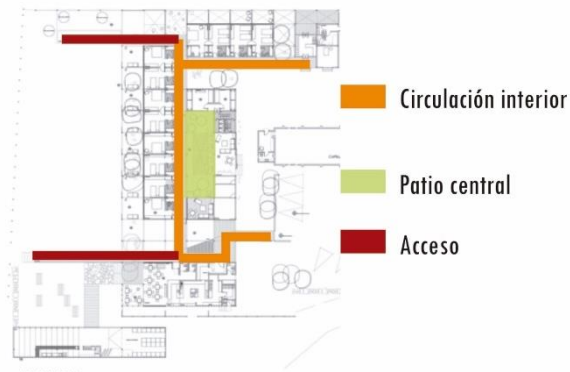 Circulación interior
Patio central
Acceso